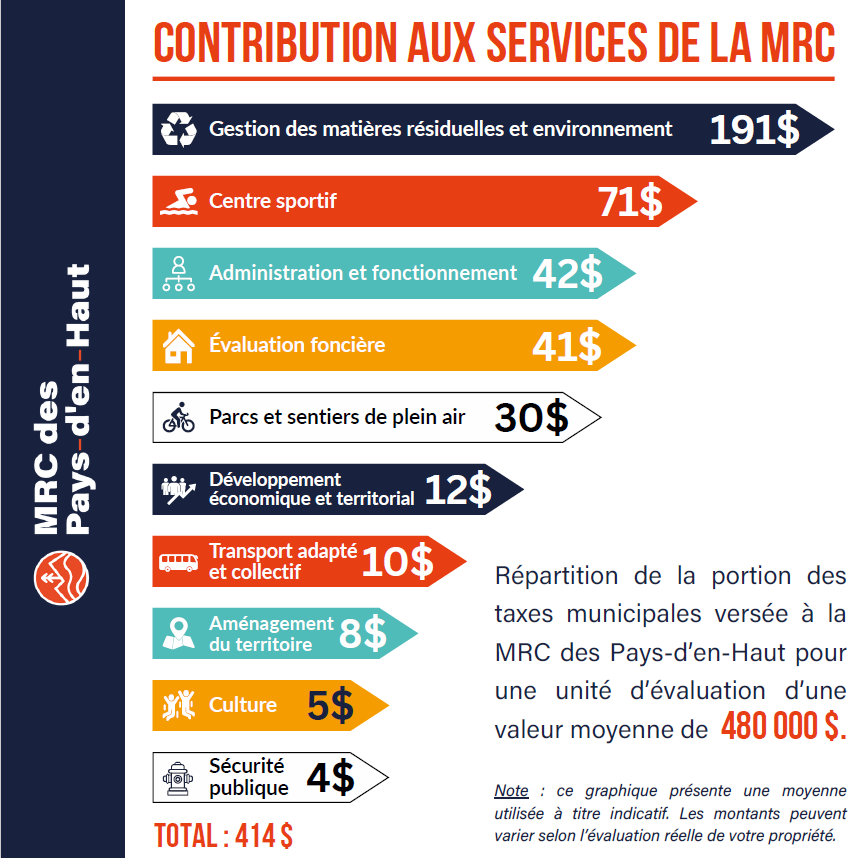 CONTRIBUTION AUX SERVICES DE LA MRC
Gestion des matières résiduelles et environnement 191$
Centre sportif 71$
Administration et fonctionnement 42$
Évaluation foncière 41$
Parcs et sentiers de plein air 30$
Développement
économique et territorial 12$
Transport adapté
et collectif 10$
Aménagement
du territoire 8$
Culture 5$
Sécurité
publique 4$
TOTAL : 414 $
MRC des
Pays-d'en-Haut
Répartition de la portion des
taxes municipales versée à la
MRC des Pays-d’en-Haut pour
une unité d’évaluation d’une
valeur moyenne de 480 000 $.
Note : ce graphique présente une moyenne
utilisée à titre indicatif. Les montants peuvent
varier selon l’évaluation réelle de votre propriété.